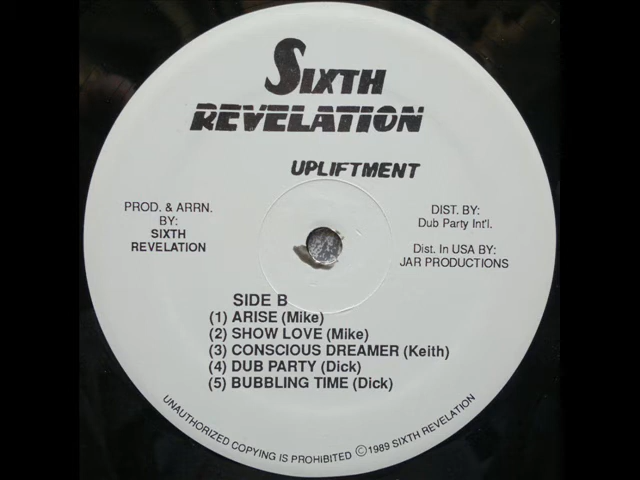 SIXTH
REVELATION
UPLIFTMENT
PROD. & ARRN.
BY:
SIXTH
REVELATION
DIST. BY:
Dub Party Int'l.
Dist. In USA BY:
JAR PRODUCTIONS
SIDE B
(1) ARISE (Mike)
(2) SHOW LOVE (Mike)
(3) CONSCIOUS DREAMER (Keith)
(4) DUB PARTY (Dick)
(5) BUBBLING TIME (Dick)
UNAUTHORIZED COPYING IS PROHiBITED ©1989 SIXTH REVELATION